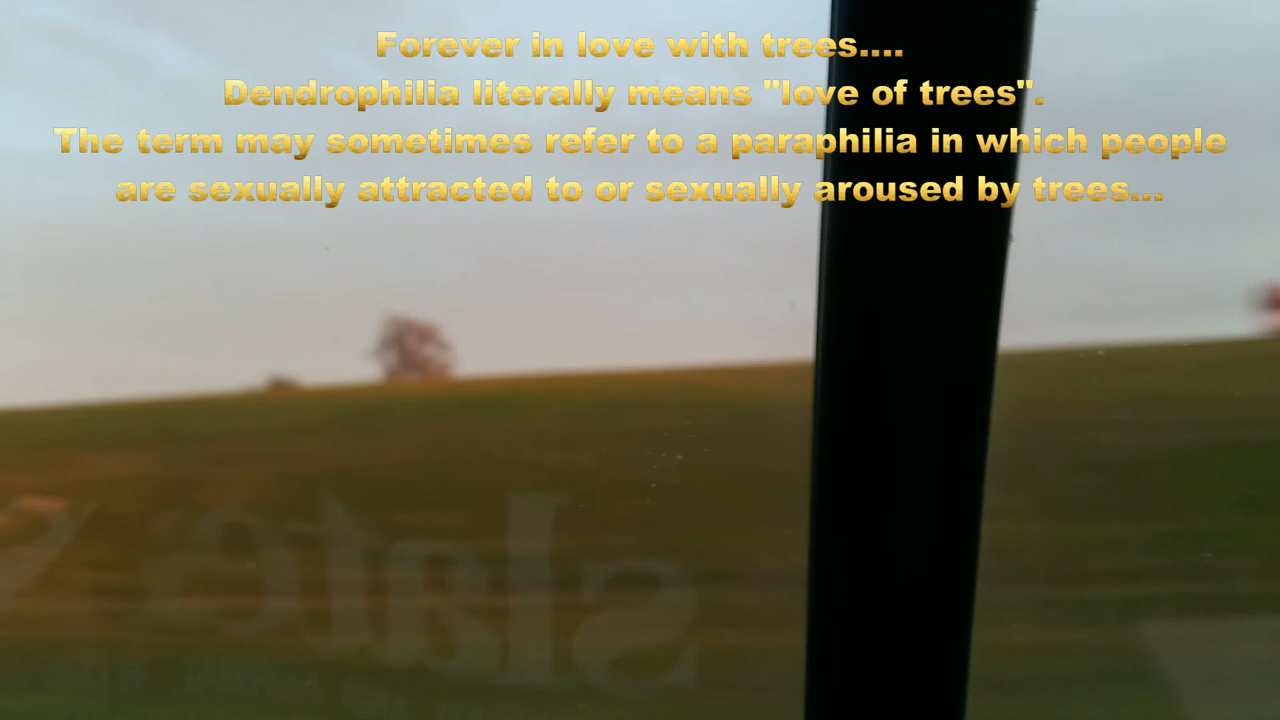 Forever in love with trees....
Dendrophilia literally means "love of trees".
The term may sometimes refer to a paraphilia in which people
are sexually attracted to or sexually aroused by trees...